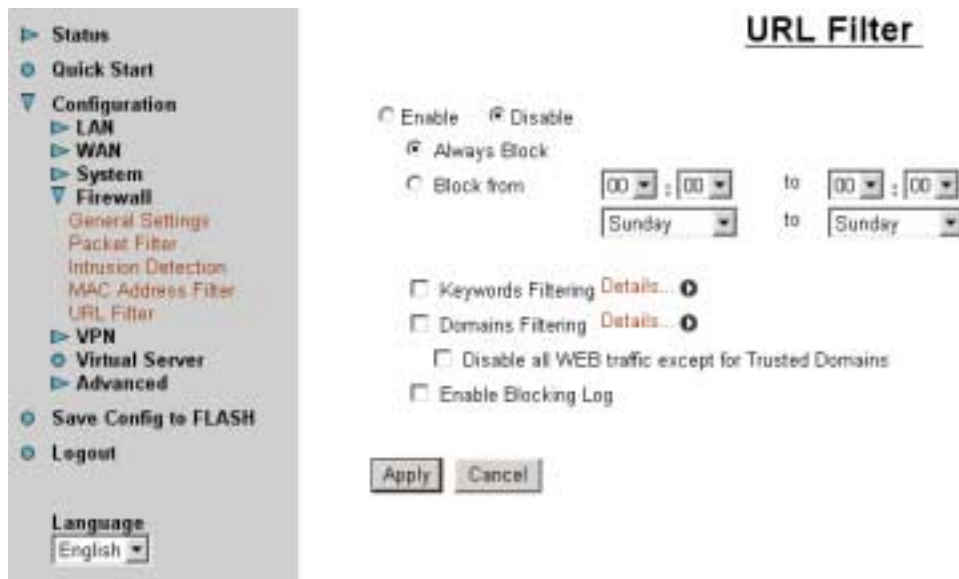 Status
Quick Start
Configuration
LAN
WAN
System
Firewall
General Settings
Packet Filter
Intrusion Detection
MAC Address Filter
URL Filter
VPN
Virtual Server
Advanced
Save Config to FLASH
Logout
Language
English
URL Filter
Enable Disable
Always Block
Block from 00 : 00 to 00 : 00
Sunday to Sunday
Keywords Filtering Details...
Domains Filtering Details...
Disable all WEB traffic except for Trusted Domains
Enable Blocking Log
Apply Cancel